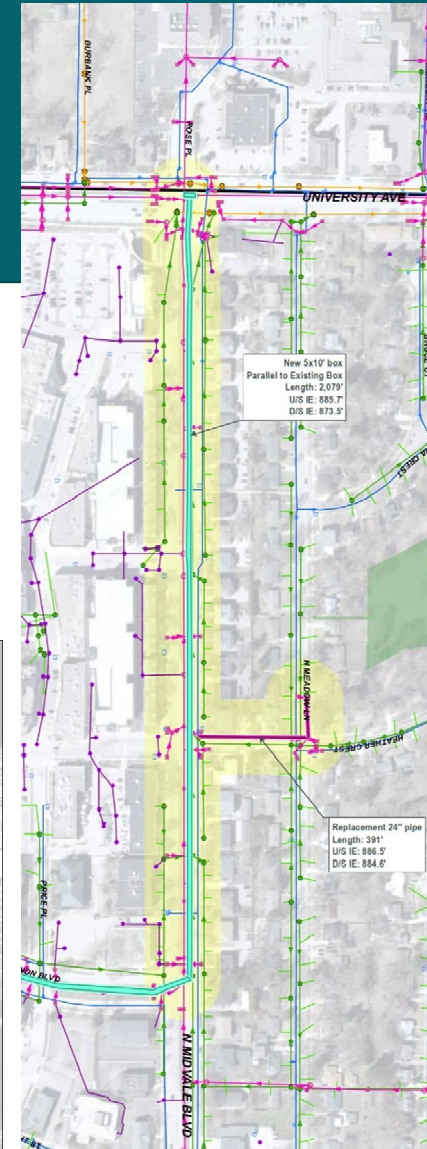 BURBANK PL
ROSE PL
UNIVERSITY AVE
New 5x10' box
Parallel to Existing Box
Length: 2,079'
U/S IE: 885.7'
D/S IE: 873.5'
CREST
N MEADOW LN
HEATHER CREST
Replacement 24" pipe
Length: 391'
U/S IE: 886.5'
D/S IE: 884.6'
PRICE PL
BLVD
N MIDVALE BLVD